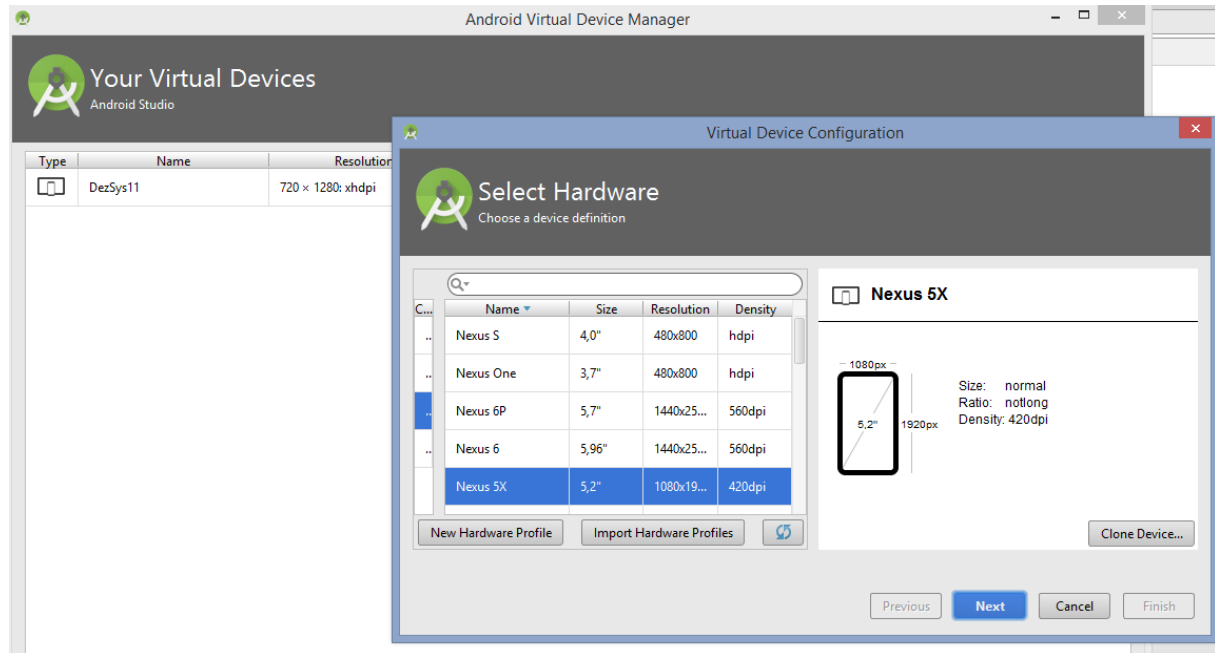 Android Virtual Device Manager
Your Virtual Devices
Android Studio
Type Name Resolution
DezSys11 720 × 1280: xhdpi
Virtual Device Configuration
Select Hardware
Choose a device definition
C... Name Size Resolution Density
.. Nexus S 4,0" 480x800 hdpi
.. Nexus One 3,7" 480x800 hdpi
.. Nexus 6P 5,7" 1440x25... 560dpi
.. Nexus 6 5,96" 1440x25... 560dpi
Nexus 5X 5,2" 1080x19... 420dpi
New Hardware Profile Import Hardware Profiles
Nexus 5X
1080px
5,2" 1920px
Size: normal
Ratio: notlong
Density: 420dpi
Clone Device...
Previous Next Cancel Finish